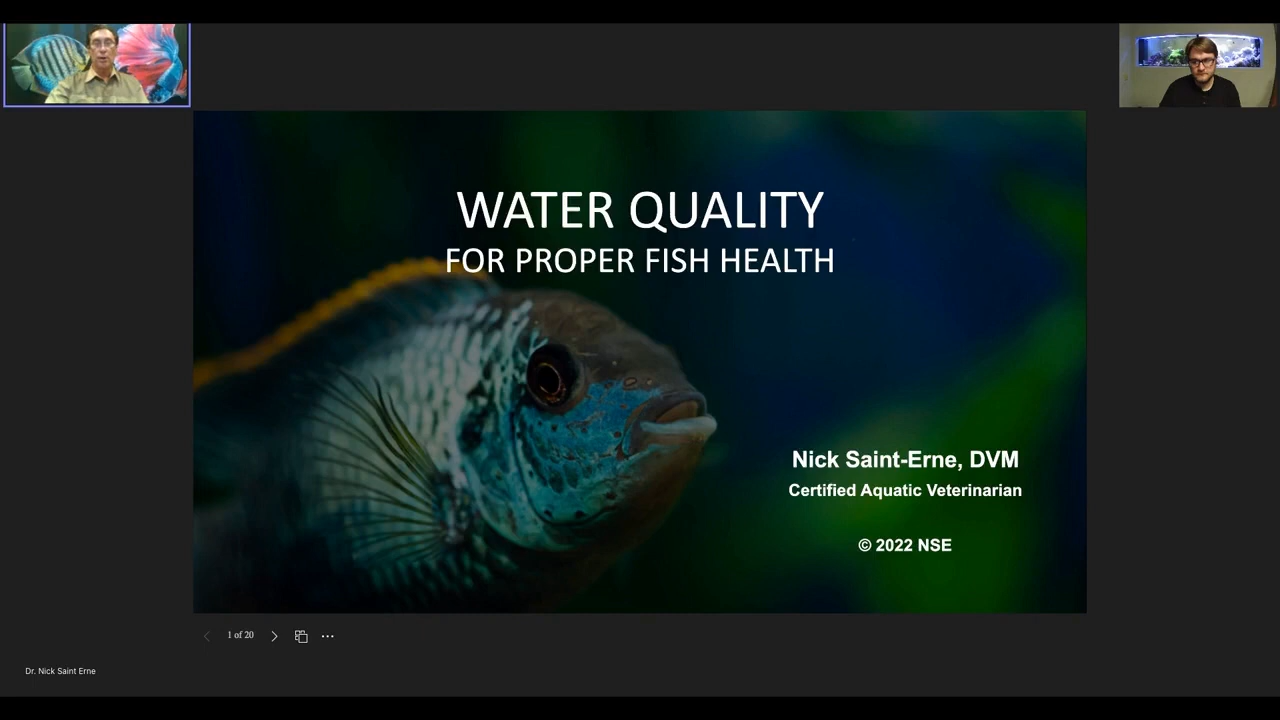 WATER QUALITY
FOR PROPER FISH HEALTH
Nick Saint-Erne, DVM
Certified Aquatic Veterinarian
© 2022 NSE
1 of 20
Dr. Nick Saint Erne